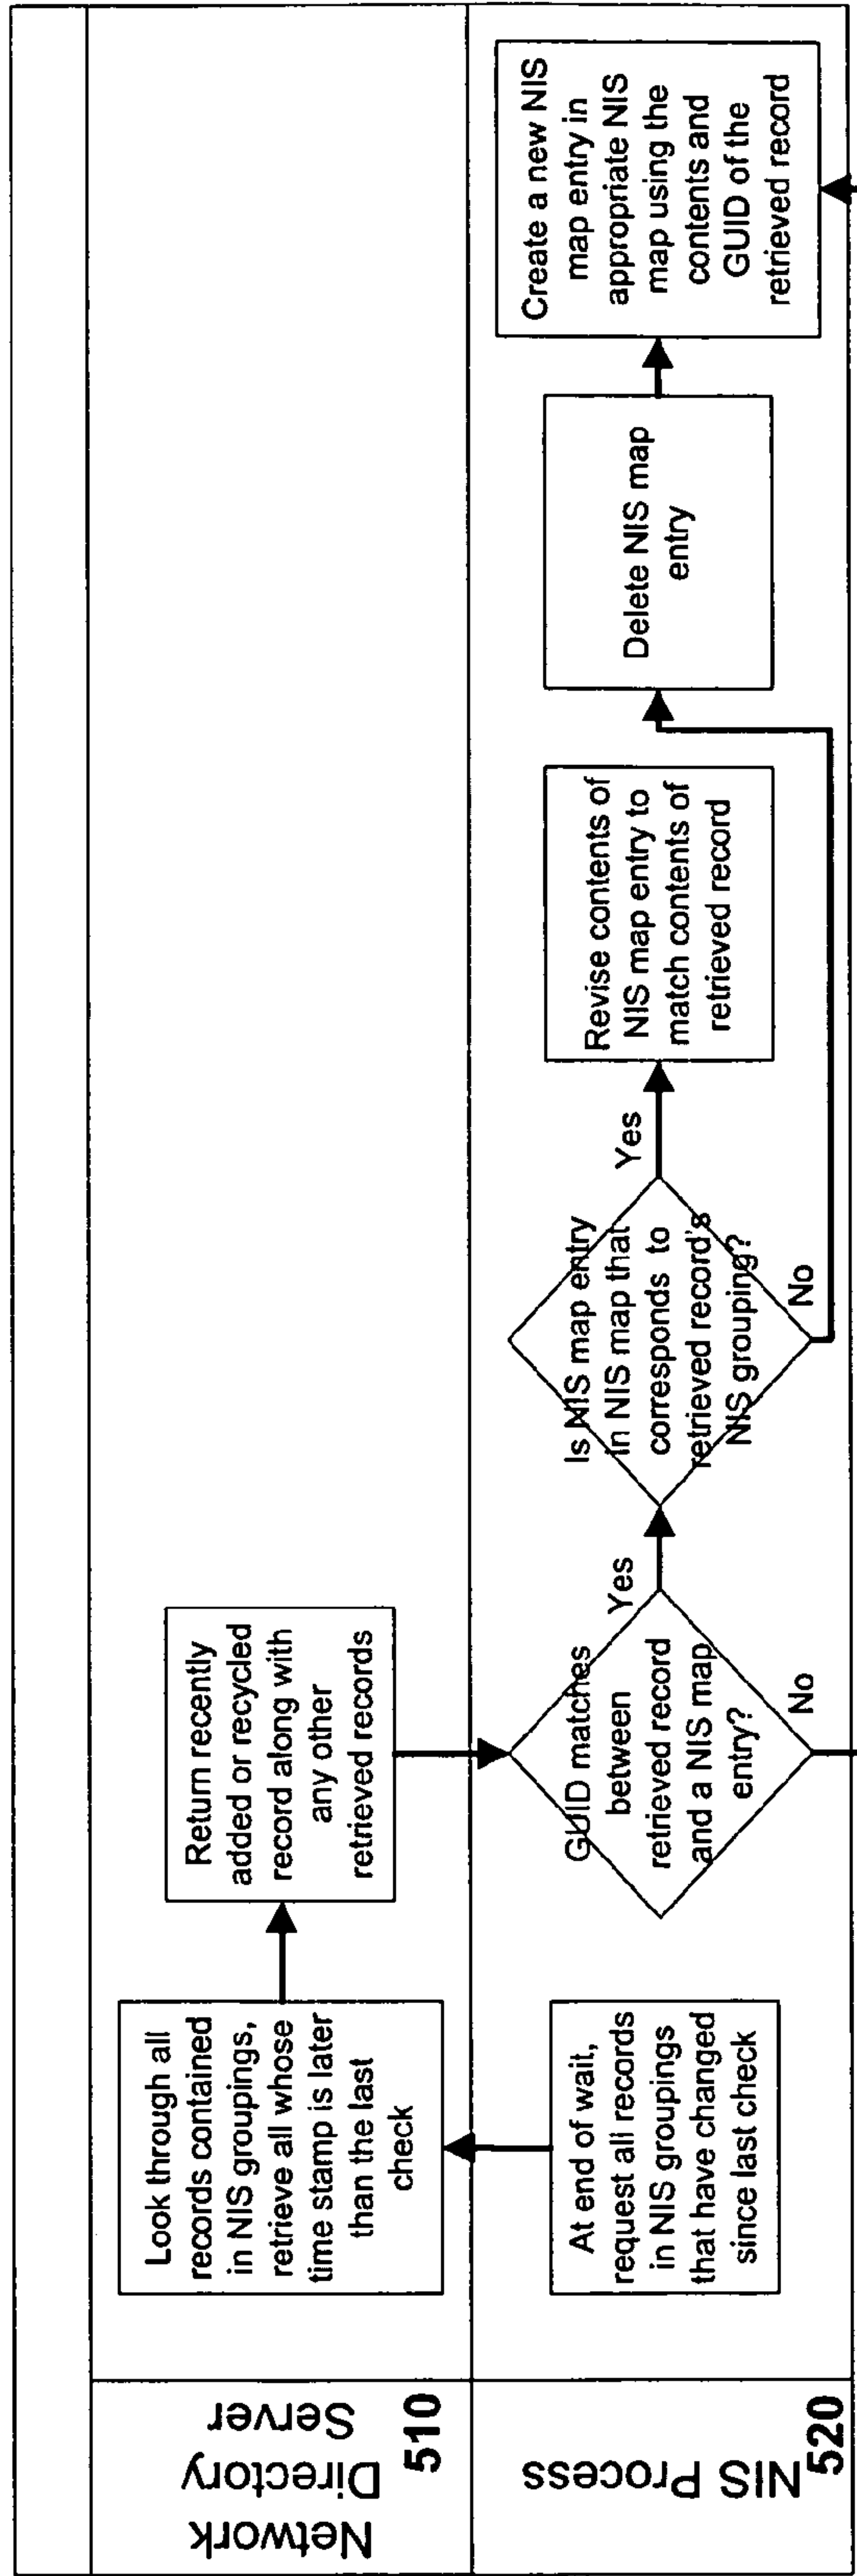 Network
Directory
Server
510
Look through all
records contained
in NIS groupings,
retrieve all whose
time stamp is later
than the last
check
Return recently
added or recycled
record along with
any other
retrieved records
NIS Process
520
At end of wait,
request all records
in NIS groupings
that have changed
since last check
GUID matches
between
retrieved record
and a NIS map
entry?
Yes
No
Is NIS map entry
in NIS map that
corresponds to
retrieved record's
NIS grouping?
Yes
No
Revise contents of
NIS map entry to
match contents of
retrieved record
Delete NIS map
entry
Create a new NIS
map entry in
appropriate NIS
map using the
contents and
GUID of the
retrieved record